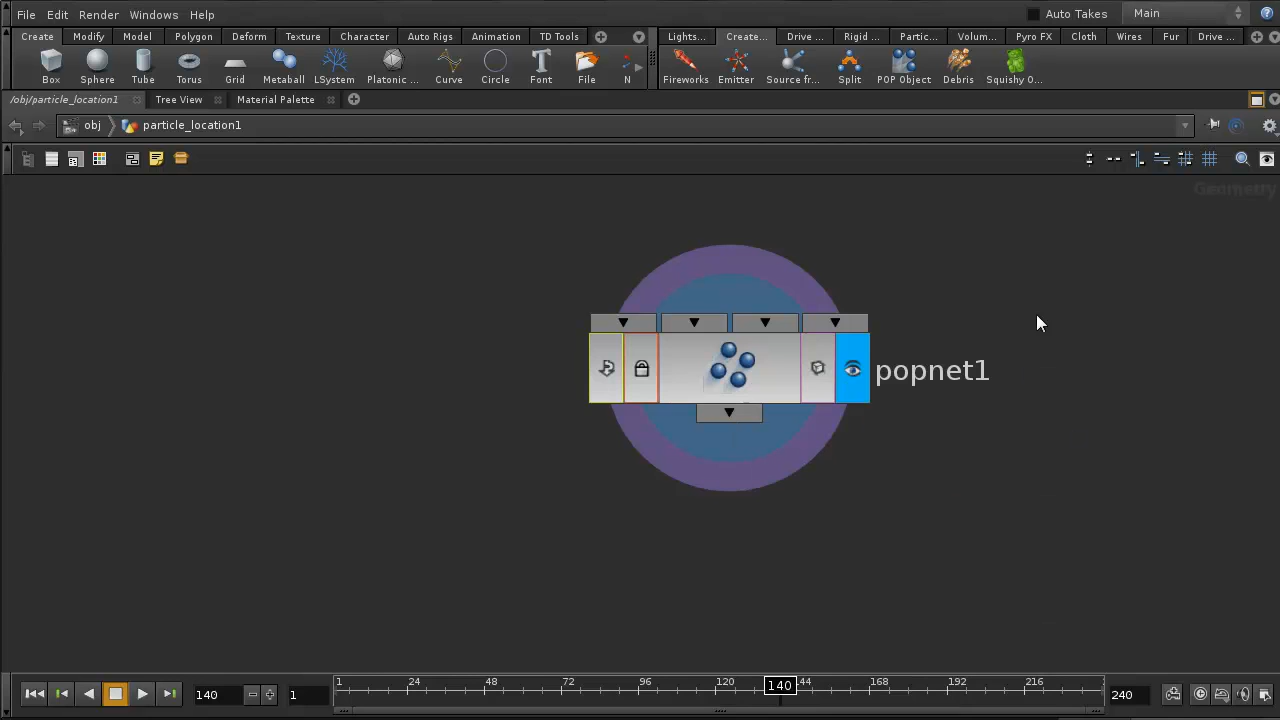 File Edit Render Windows Help Auto Takes Main
Create Modify Model Polygon Deform Texture Character Auto Rigs Animation TD Tools Lights... Create... Drive ... Rigid ... Partic... Volum... Pyro FX Cloth Wires Fur Drive ...
Box Sphere Tube Torus Grid Metaball LSystem Platonic ... Curve Circle Font File N Fireworks Emitter Source fr... Split POP Object Debris Squishy O...
/obj/particle_location1 Tree View Material Palette
obj particle_location1
Geometry
popnet1
140 1 1 24 48 72 96 120 140 144 168 192 216 240